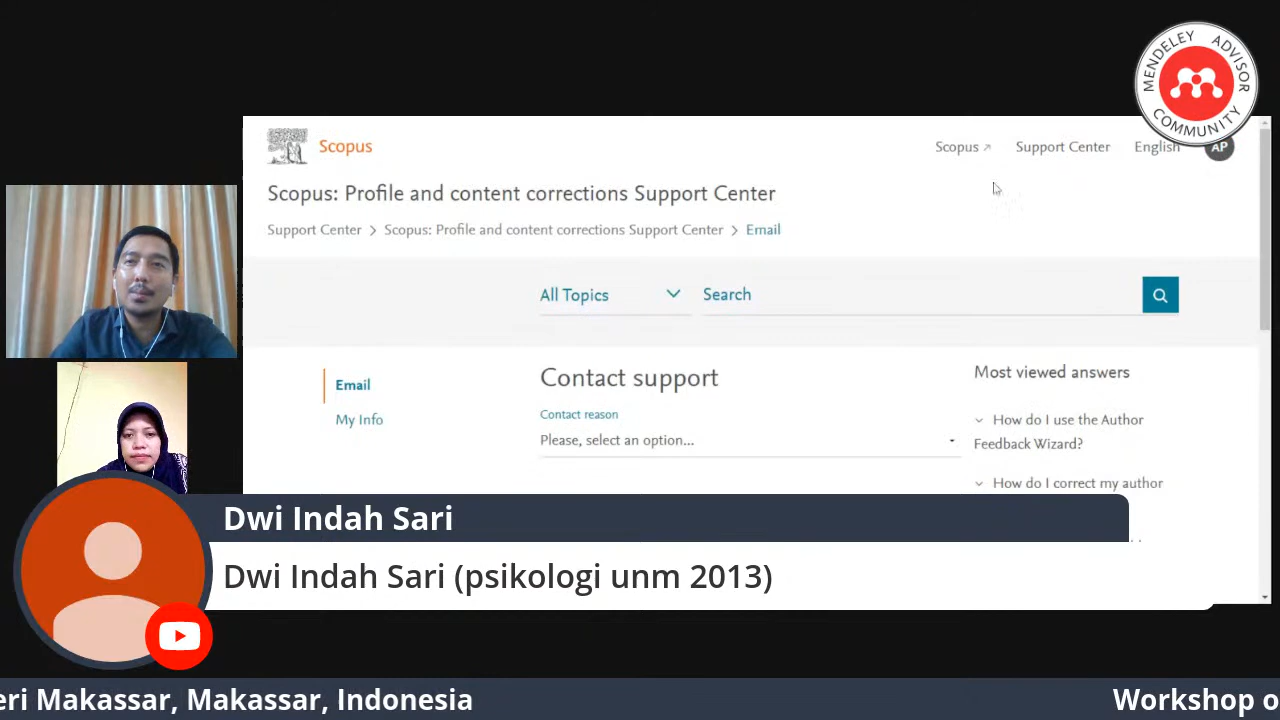 MENDELEY ADVISOR
COMMUNITY
Scopus
Scopus ↗ Support Center English AP
Scopus: Profile and content corrections Support Center
Support Center > Scopus: Profile and content corrections Support Center > Email
All Topics
Search
Email
My Info
Contact support
Contact reason
Please, select an option...
Most viewed answers
How do I use the Author
Feedback Wizard?
How do I correct my author
Dwi Indah Sari
Dwi Indah Sari (psikologi unm 2013)
eri Makassar, Makassar, Indonesia
Workshop o